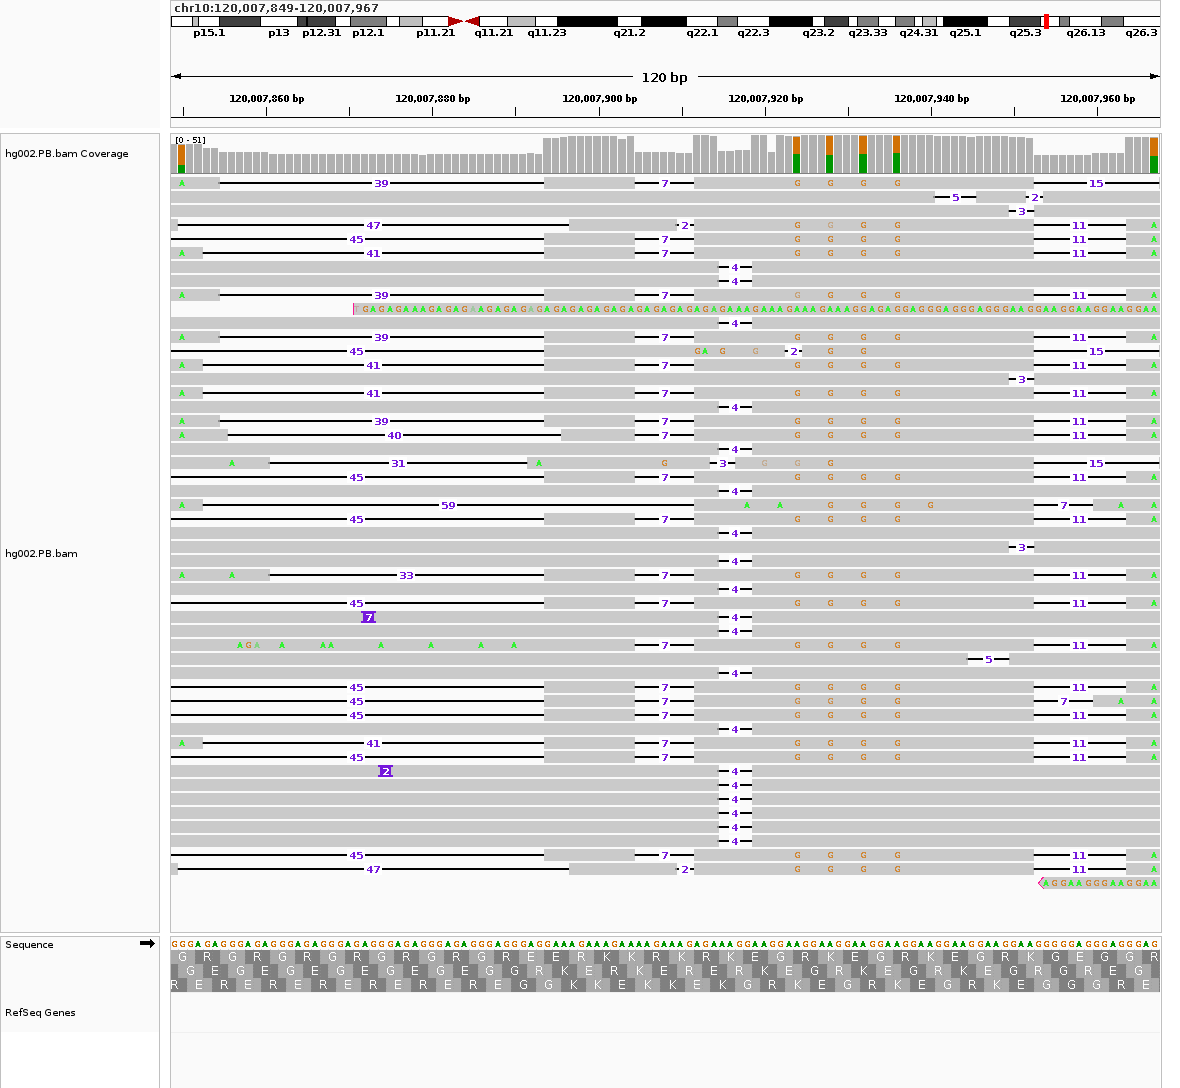 chr10:120,007,849-120,007,967
p15.1 p13 p12.31 p12.1 p11.21 q11.21 q11.23 q21.2 q22.1 q22.3 q23.2 q23.33 q24.31 q25.1 q25.3 q26.13 q26.3
120 bp
120,007,860 bp 120,007,880 bp 120,007,900 bp 120,007,920 bp 120,007,940 bp 120,007,960 bp
hg002.PB.bam Coverage
[0 - 51]
A 39 7 G G G G 15
5 2
3
47 2 G G G G 11 A
45 7 G G G G 11 A
A 41 7 G G G G 11 A
4
4
A 39 7 G G G G 11 A
4
A 39 7 G G G G 11 A
45 7 G A G G 2 G G 15
A 41 7 G G G G 11 A
3
A 41 7 G G G G 11 A
4
A 39 7 G G G G 11 A
A 40 7 G G G G 11 A
4
A 31 A G 3 G G G 15
45 7 G G G G 11 A
4
A 59 A A G G G G 7 A A
45 7 G G G G 11 A
4
3
hg002.PB.bam
4
A A 33 7 G G G G 11 A
4
45 7 G G G G 11 A
7 4
4
A G A A A A A A A A 7 G G G G 11 A
5
4
45 7 G G G G 11 A
45 7 G G G G 7 A A
45 7 G G G G 11 A
4
A 41 7 G G G G 11 A
45 7 G G G G 11 A
2 4
4
4
4
4
4
45 7 G G G G 11 A
47 2 G G G G 11 A
A G G A A G G G A A G G A A
Sequence
RefSeq Genes